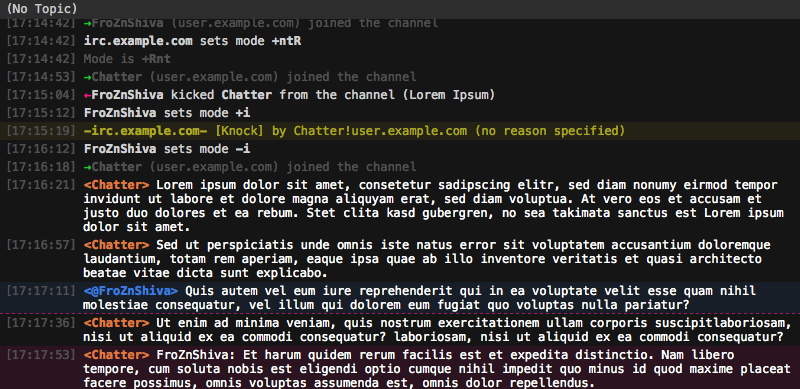 (No Topic)
[17:14:42] →FroZnShiva (user.example.com) joined the channel
[17:14:42] irc.example.com sets mode +ntR
[17:14:42] Mode is +Rnt
[17:14:53] →Chatter (user.example.com) joined the channel
[17:15:04] ←FroZnShiva kicked Chatter from the channel (Lorem Ipsum)
[17:15:12] FroZnShiva sets mode +i
[17:15:19] -irc.example.com- [Knock] by Chatter!user.example.com (no reason specified)
[17:16:12] FroZnShiva sets mode -i
[17:16:18] →Chatter (user.example.com) joined the channel
[17:16:21] <Chatter> Lorem ipsum dolor sit amet, consetetur sadipscing elitr, sed diam nonumy eirmod tempor
invidunt ut labore et dolore magna aliquyam erat, sed diam voluptua. At vero eos et accusam et
justo duo dolores et ea rebum. Stet clita kasd gubergren, no sea takimata sanctus est Lorem ipsum
dolor sit amet.
[17:16:57] <Chatter> Sed ut perspiciatis unde omnis iste natus error sit voluptatem accusantium doloremque
laudantium, totam rem aperiam, eaque ipsa quae ab illo inventore veritatis et quasi architecto
beatae vitae dicta sunt explicabo.
[17:17:11] <@FroZnShiva> Quis autem vel eum iure reprehenderit qui in ea voluptate velit esse quam nihil
molestiae consequatur, vel illum qui dolorem eum fugiat quo voluptas nulla pariatur?
[17:17:36] <Chatter> Ut enim ad minima veniam, quis nostrum exercitationem ullam corporis suscipitlaboriosam,
nisi ut aliquid ex ea commodi consequatur? laboriosam, nisi ut aliquid ex ea commodi consequatur?
[17:17:53] <Chatter> FroZnShiva: Et harum quidem rerum facilis est et expedita distinctio. Nam libero
tempore, cum soluta nobis est eligendi optio cumque nihil impedit quo minus id quod maxime placeat
facere possimus, omnis voluptas assumenda est, omnis dolor repellendus.